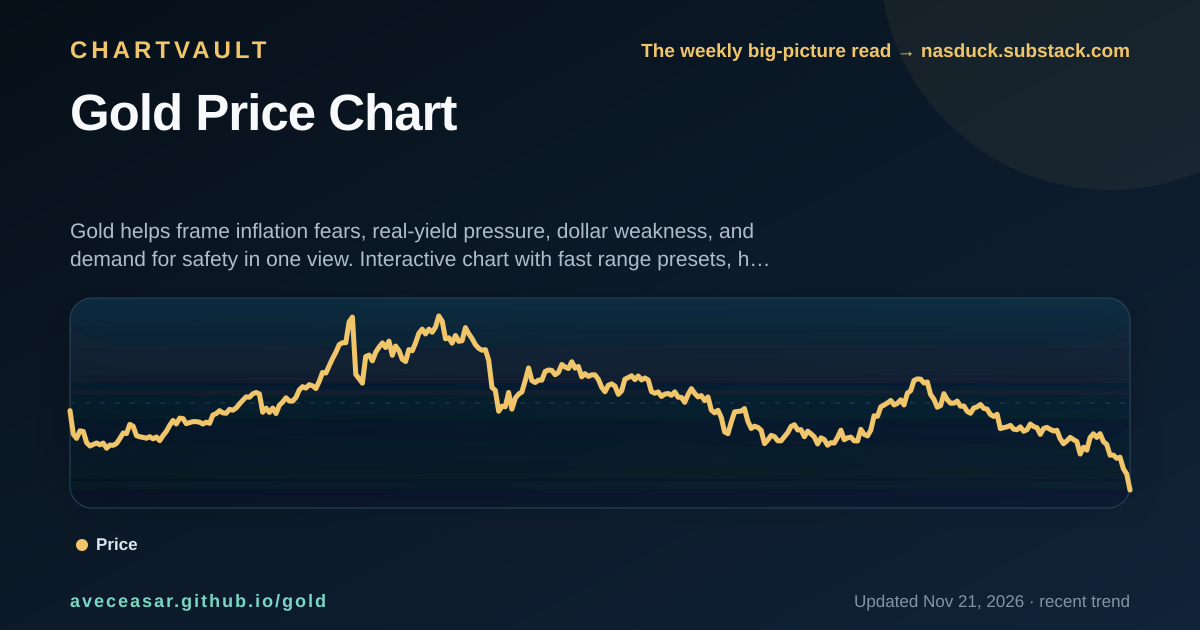 CHARTVAULT
The weekly big-picture read → nasduck.substack.com
Gold Price Chart
Gold helps frame inflation fears, real-yield pressure, dollar weakness, and
demand for safety in one view. Interactive chart with fast range presets, h…
Price
aveceasar.github.io/gold
Updated Nov 21, 2026 · recent trend